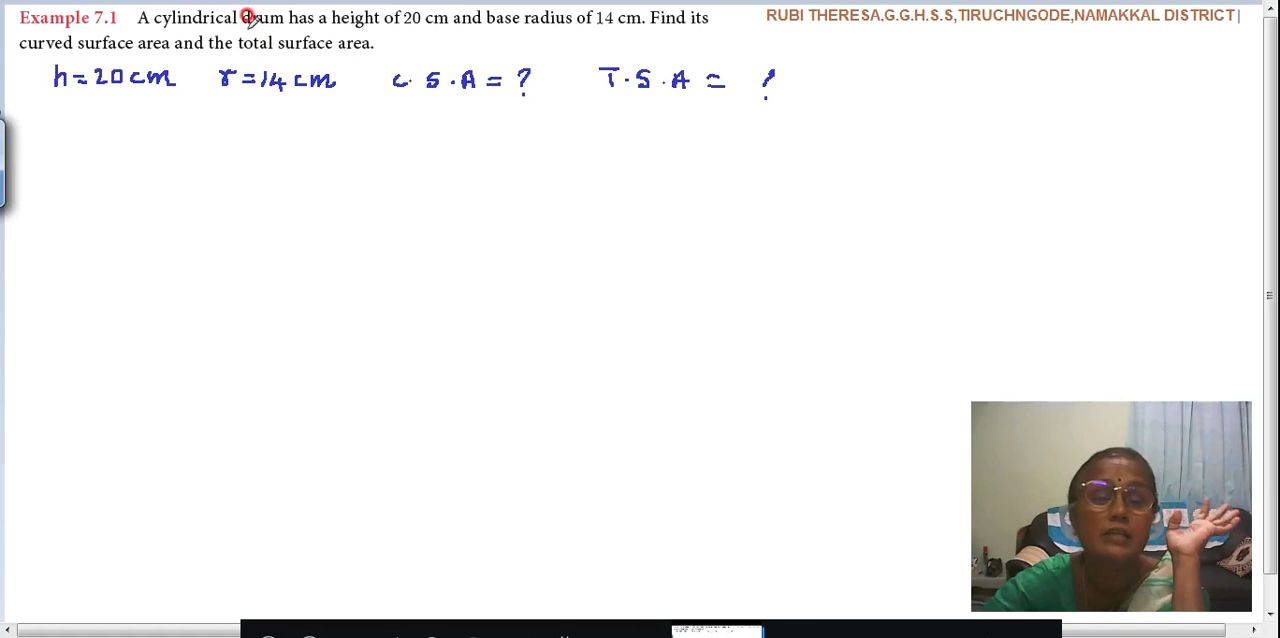 Example 7.1 A cylindrical drum has a height of 20 cm and base radius of 14 cm. Find its
curved surface area and the total surface area.
RUBI THERESA,G.G.H.S.S,TIRUCHNGODE,NAMAKKAL DISTRICT
h = 20 cm r = 14 cm C.S.A = ? T.S.A = ?